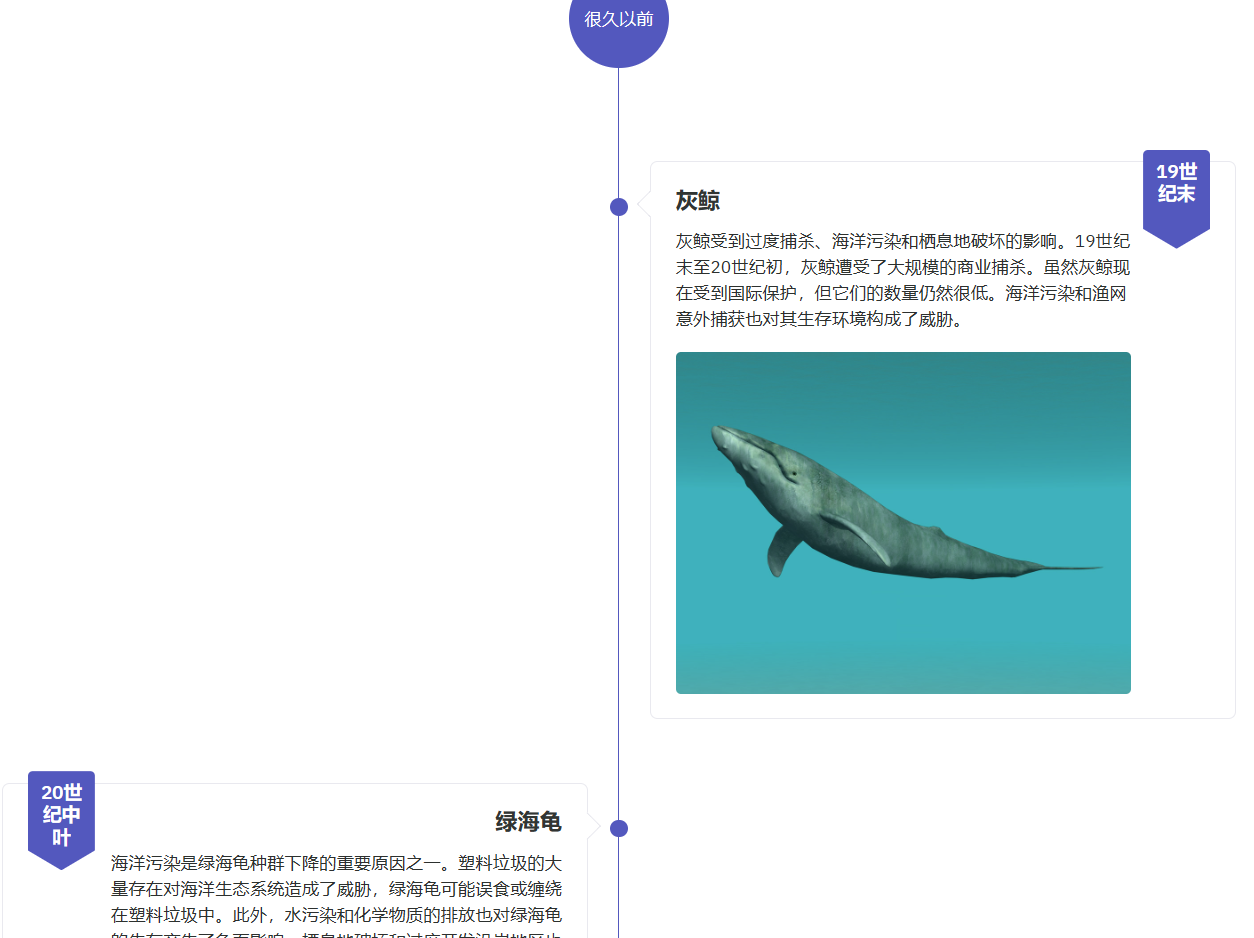 很久以前
19世
纪末
灰鲸
灰鲸受到过度捕杀、海洋污染和栖息地破坏的影响。19世纪
末至20世纪初，灰鲸遭受了大规模的商业捕杀。虽然灰鲸现
在受到国际保护，但它们的数量仍然很低。海洋污染和渔网
意外捕获也对其生存环境构成了威胁。
20世
纪中
叶
绿海龟
海洋污染是绿海龟种群下降的重要原因之一。塑料垃圾的大
量存在对海洋生态系统造成了威胁，绿海龟可能误食或缠绕
在塑料垃圾中。此外，水污染和化学物质的排放也对绿海龟